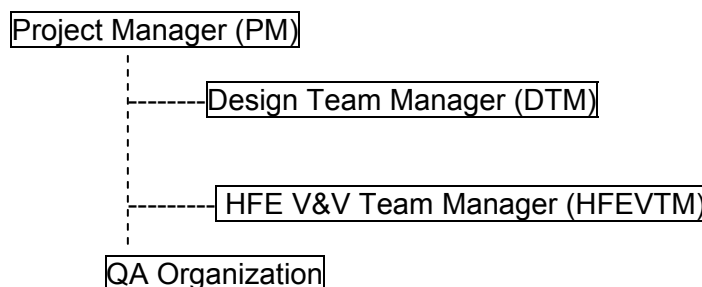 Project Manager (PM)
Design Team Manager (DTM)
HFE V&V Team Manager (HFEVTM)
QA Organization